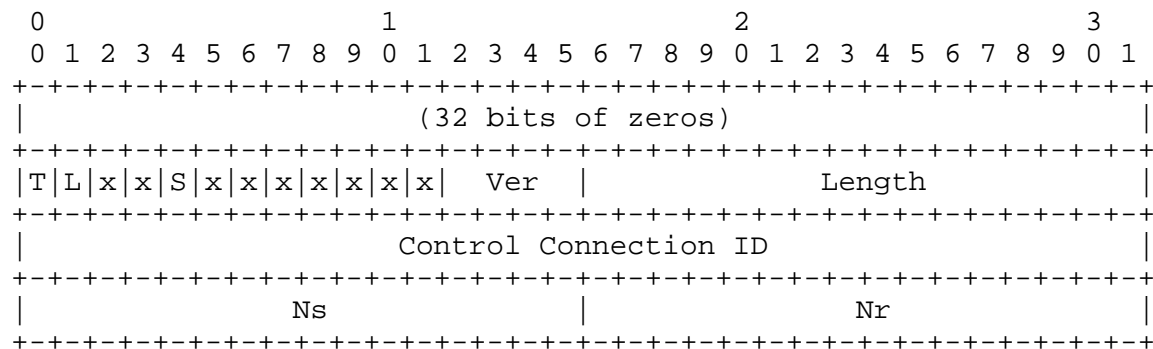 0                   1                   2                   3
 0 1 2 3 4 5 6 7 8 9 0 1 2 3 4 5 6 7 8 9 0 1 2 3 4 5 6 7 8 9 0 1
+-+-+-+-+-+-+-+-+-+-+-+-+-+-+-+-+-+-+-+-+-+-+-+-+-+-+-+-+-+-+-+-+
|                      (32 bits of zeros)                       |
+-+-+-+-+-+-+-+-+-+-+-+-+-+-+-+-+-+-+-+-+-+-+-+-+-+-+-+-+-+-+-+-+
|T|L|x|x|S|x|x|x|x|x|x|x|  Ver  |             Length            |
+-+-+-+-+-+-+-+-+-+-+-+-+-+-+-+-+-+-+-+-+-+-+-+-+-+-+-+-+-+-+-+-+
|                     Control Connection ID                     |
+-+-+-+-+-+-+-+-+-+-+-+-+-+-+-+-+-+-+-+-+-+-+-+-+-+-+-+-+-+-+-+-+
|               Ns              |               Nr              |
+-+-+-+-+-+-+-+-+-+-+-+-+-+-+-+-+-+-+-+-+-+-+-+-+-+-+-+-+-+-+-+-+